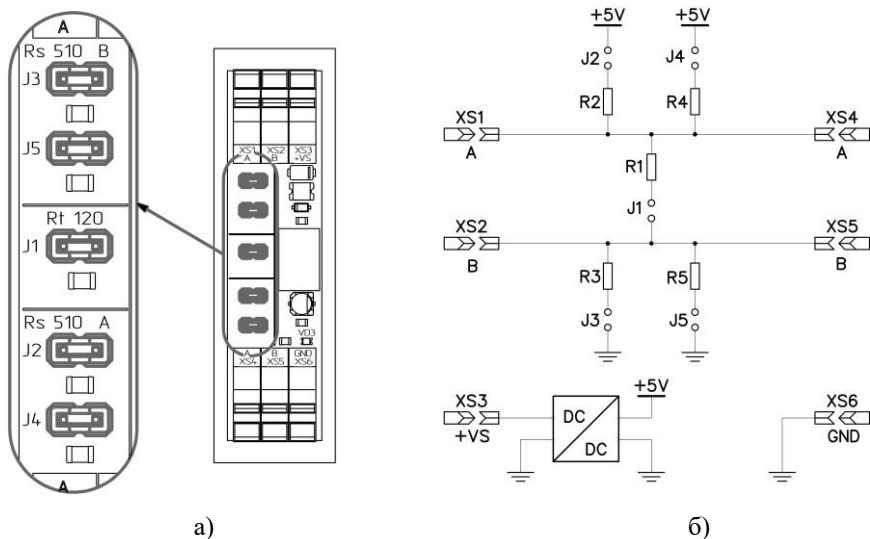 A
Rs 510 B
J3
J5
Rt 120
J1
Rs 510 A
J2
J4
A
XS1 XS2 XS3
A B +VS
VD3
A B GND
XS4 XS5 XS6
а)
+5V +5V
J2 J4
R2 R4
XS1 XS4
A A
R1
J1
XS2 XS5
B B
R3 R5
J3 J5
+5V
XS3 XS6
DC
+VS GND
DC
б)